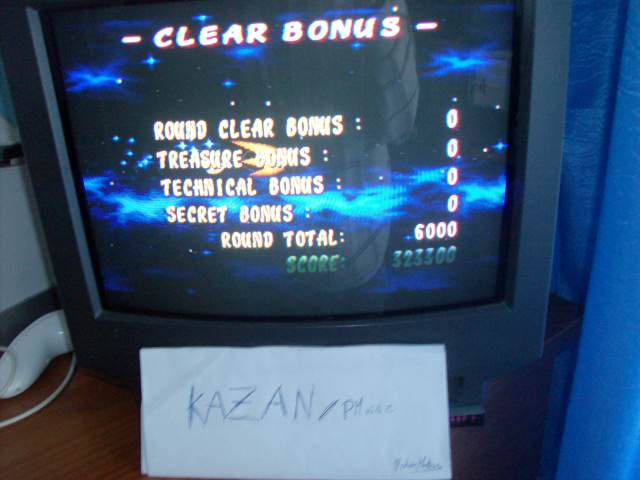 - CLEAR BONUS -
ROUND CLEAR BONUS : 0
TREASURE BONUS : 0
TECHNICAL BONUS : 0
SECRET BONUS : 0
ROUND TOTAL: 6000
SCORE: 323300
KAZAN /